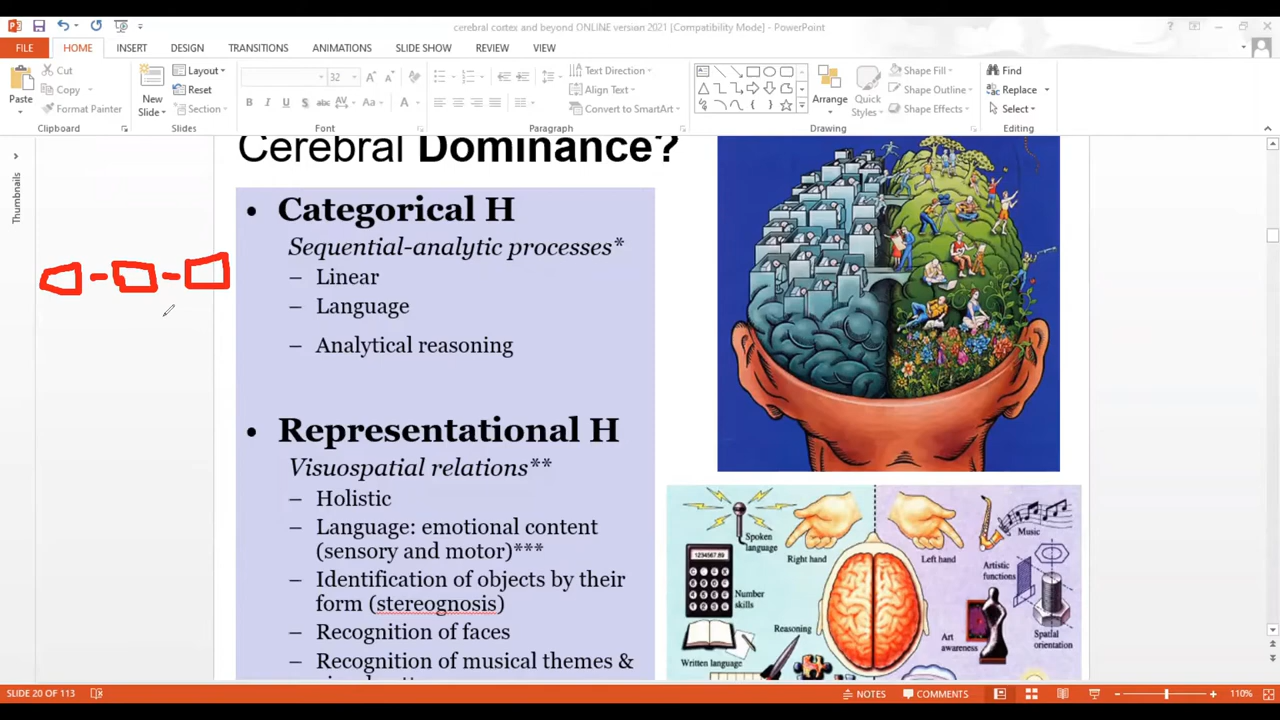 cerebral cortex and beyond ONLINE version 2021 [Compatibility Mode] - PowerPoint
FILE HOME INSERT DESIGN TRANSITIONS ANIMATIONS SLIDE SHOW REVIEW VIEW
Paste
Cut
Copy
Format Painter
Clipboard
New Slide
Layout
Reset
Section
Slides
32
Font
Text Direction
Align Text
Convert to SmartArt
Paragraph
Arrange
Quick Styles
Shape Fill
Shape Outline
Shape Effects
Drawing
Find
Replace
Select
Editing
Thumbnails
Cerebral Dominance?
• Categorical H
Sequential-analytic processes*
– Linear
– Language
– Analytical reasoning
• Representational H
Visuospatial relations**
– Holistic
– Language: emotional content
(sensory and motor)***
– Identification of objects by their
form (stereognosis)
– Recognition of faces
– Recognition of musical themes &
Spoken
language
Right hand
Left hand
Music
1234567.89
Number
skills
Artistic
functions
Reasoning
Written language
Art
awareness
Spatial
orientation
SLIDE 20 OF 113
NOTES
COMMENTS
110%